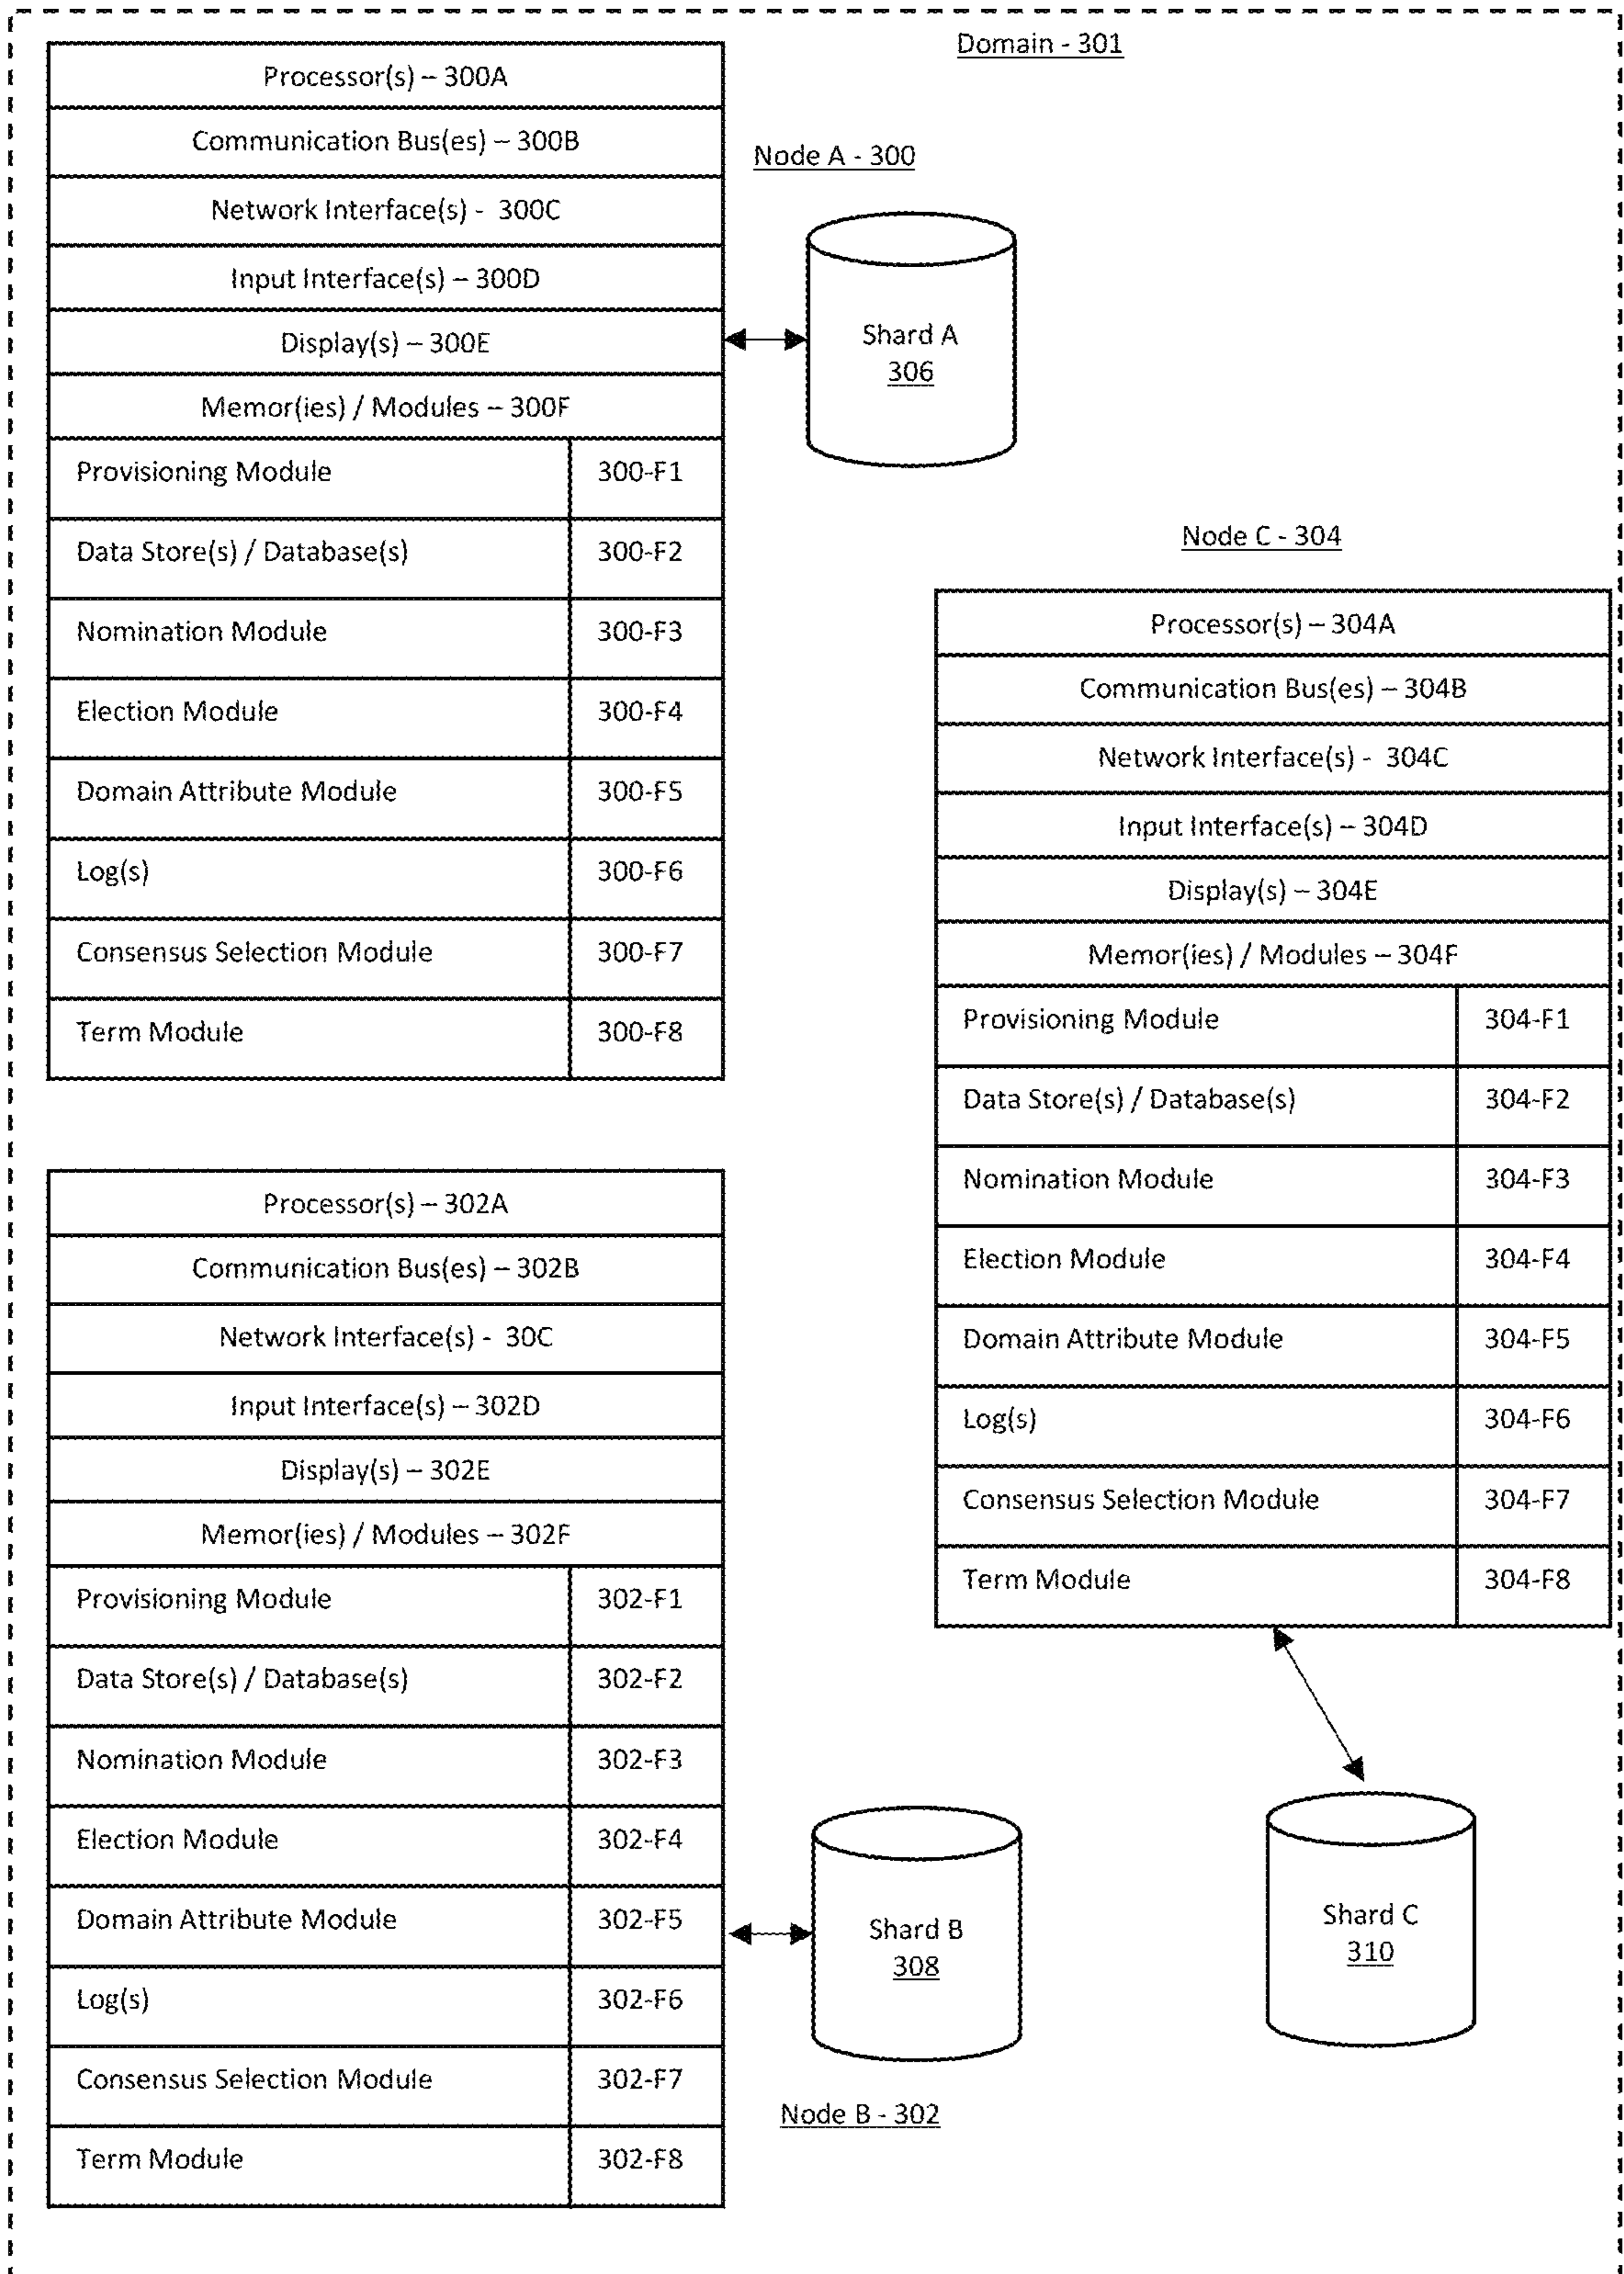 Domain - 301
Processor(s) – 300A
Communication Bus(es) – 300B
Network Interface(s) - 300C
Input Interface(s) – 300D
Display(s) – 300E
Memor(ies) / Modules – 300F
Provisioning Module 300-F1
Data Store(s) / Database(s) 300-F2
Nomination Module 300-F3
Election Module 300-F4
Domain Attribute Module 300-F5
Log(s) 300-F6
Consensus Selection Module 300-F7
Term Module 300-F8
Node A - 300
Shard A
306
Node C - 304
Processor(s) – 304A
Communication Bus(es) – 304B
Network Interface(s) - 304C
Input Interface(s) – 304D
Display(s) – 304E
Memor(ies) / Modules – 304F
Provisioning Module 304-F1
Data Store(s) / Database(s) 304-F2
Nomination Module 304-F3
Election Module 304-F4
Domain Attribute Module 304-F5
Log(s) 304-F6
Consensus Selection Module 304-F7
Term Module 304-F8
Processor(s) – 302A
Communication Bus(es) – 302B
Network Interface(s) - 30C
Input Interface(s) – 302D
Display(s) – 302E
Memor(ies) / Modules – 302F
Provisioning Module 302-F1
Data Store(s) / Database(s) 302-F2
Nomination Module 302-F3
Election Module 302-F4
Domain Attribute Module 302-F5
Log(s) 302-F6
Consensus Selection Module 302-F7
Term Module 302-F8
Shard B
308
Node B - 302
Shard C
310